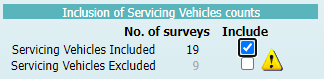 Inclusion of Servicing Vehicles counts
No. of surveys Include
Servicing Vehicles Included 19
Servicing Vehicles Excluded 9